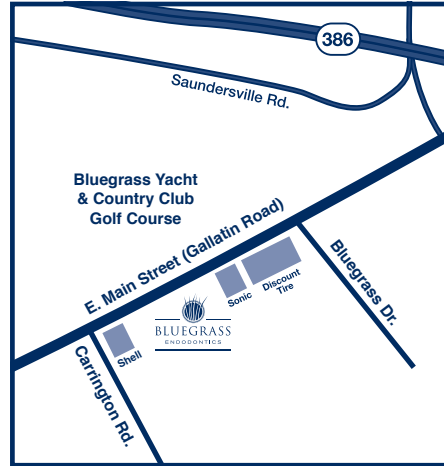 386
Saundersville Rd.
Bluegrass Yacht
& Country Club
Golf Course
E. Main Street (Gallatin Road)
Sonic
Discount
Tire
Bluegrass Dr.
BLUEGRASS
ENDODONTICS
Shell
Carrington Rd.